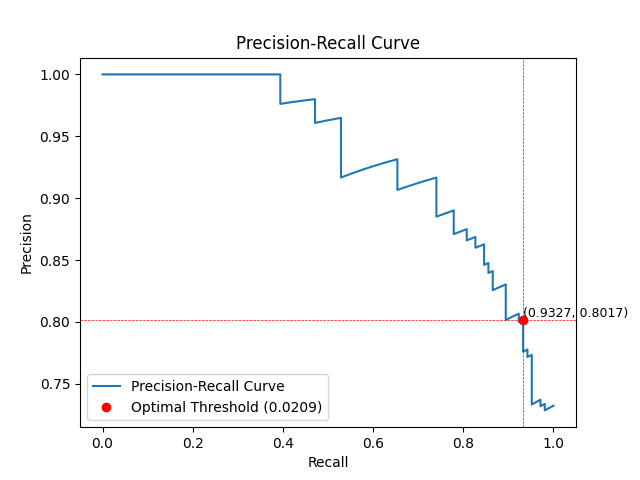 Precision-Recall Curve
1.00
0.95
0.90
0.85
0.80
0.75
Precision
(0.9327, 0.8017)
Precision-Recall Curve
Optimal Threshold (0.0209)
0.0
0.2
0.4
0.6
0.8
1.0
Recall